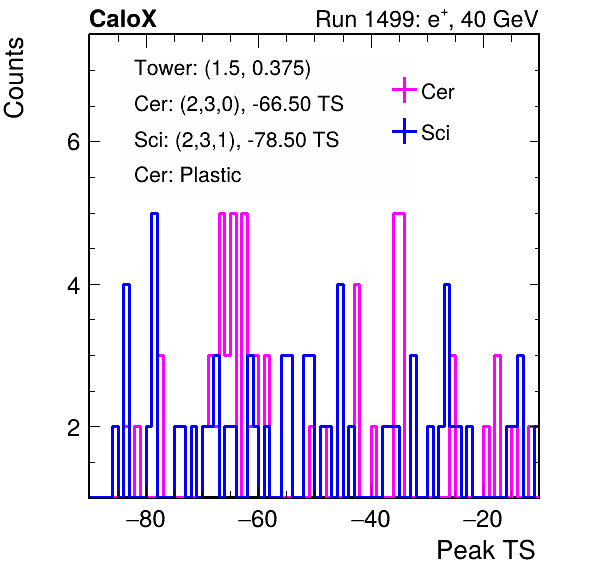 CaloX Run 1499: e⁺, 40 GeV
Counts
Tower: (1.5, 0.375)
Cer: (2,3,0), -66.50 TS
Sci: (2,3,1), -78.50 TS
Cer: Plastic
Cer
Sci
6
4
2
−80 −60 −40 −20
Peak TS